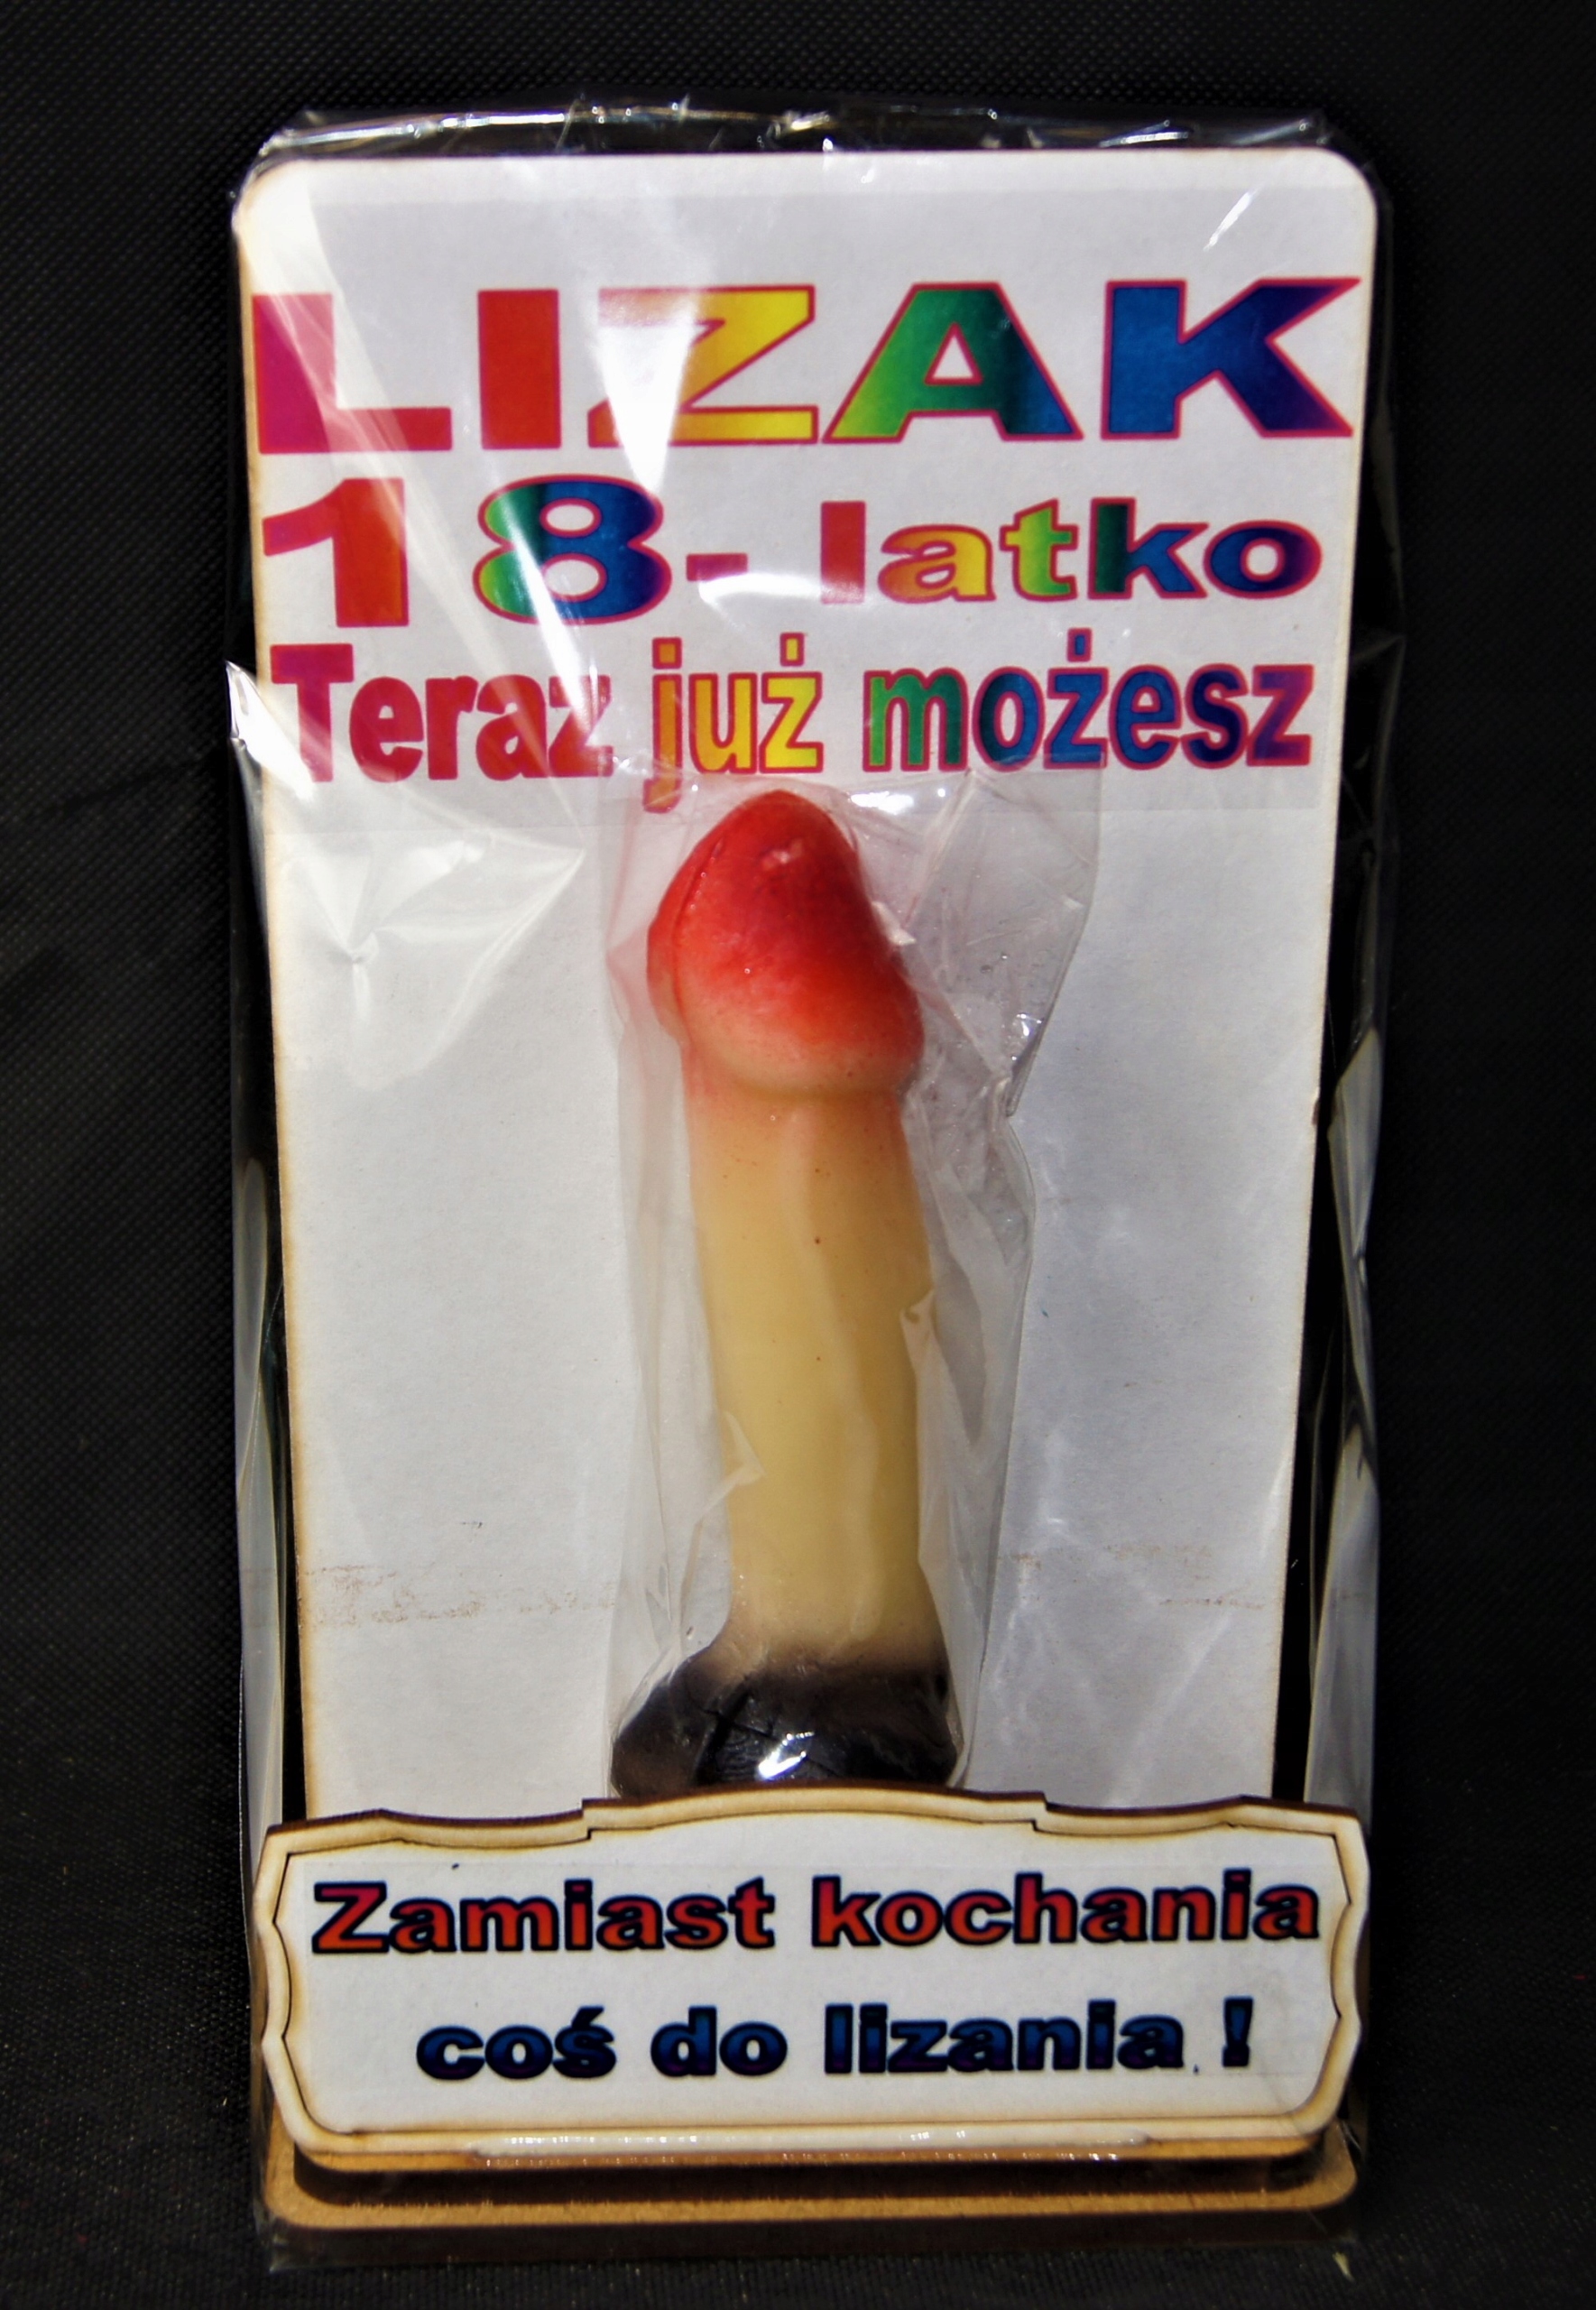 LIZAK
18-latko
Teraz już możesz
Zamiast kochania
coś do lizania !